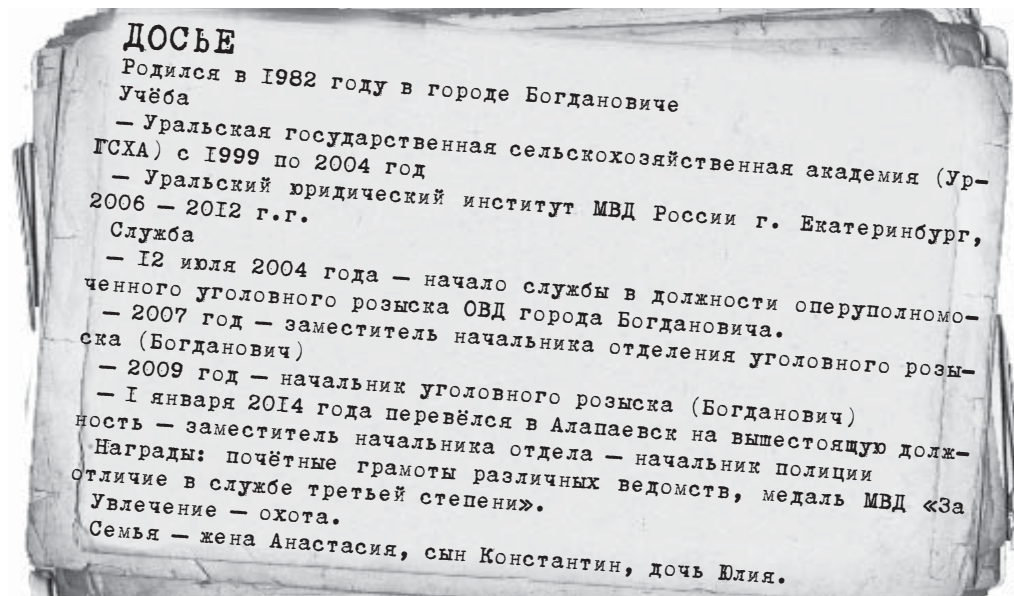 ДОСЬЕ
Родился в 1982 году в городе Богдановиче
Учёба
— Уральская государственная сельскохозяйственная академия (Ур-
ГСХА) с 1999 по 2004 год
— Уральский юридический институт МВД России г. Екатеринбург,
2006 — 2012 г.г.
Служба
— 12 июля 2004 года — начало службы в должности оперуполномо-
ченного уголовного розыска ОВД города Богдановича.
— 2007 год — заместитель начальника отделения уголовного розы-
ска (Богданович)
— 2009 год — начальник уголовного розыска (Богданович)
— 1 января 2014 года перевёлся в Алапаевск на вышестоящую долж-
ность — заместитель начальника отдела — начальник полиции
Награды: почётные грамоты различных ведомств, медаль МВД «За
отличие в службе третьей степени».
Увлечение — охота.
Семья — жена Анастасия, сын Константин, дочь Юлия.